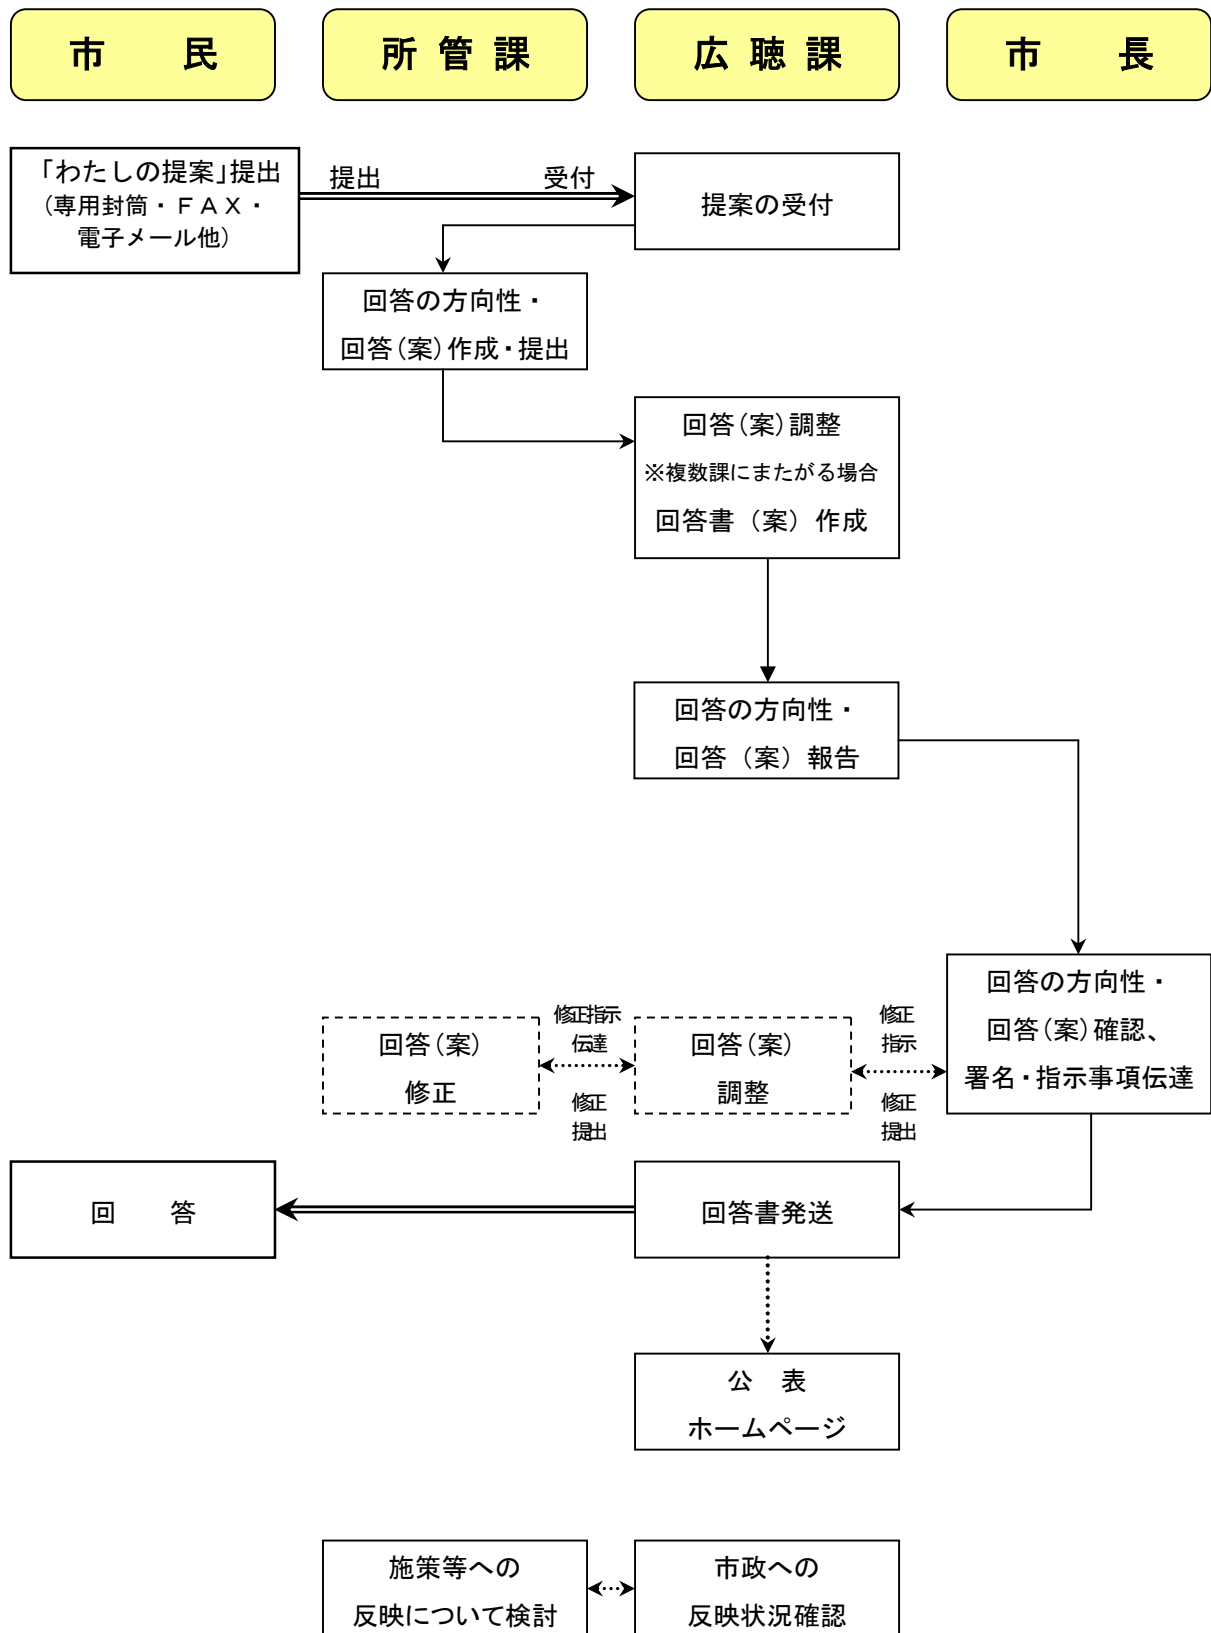 市　　民
所 管 課
広 聴 課
市　　長
「わたしの提案」提出
（専用封筒・ＦＡＸ・
電子メール他）
提出
受付
提案の受付
回答の方向性・
回答（案）作成・提出
回答（案）調整
※複数課にまたがる場合
回答書（案）作成
回答の方向性・
回答（案）報告
回答の方向性・
回答（案）確認、
署名・指示事項伝達
回答（案）
修正
修正指示
伝達
修正
提出
回答（案）
調整
修正
指示
修正
提出
回　　答
回答書発送
公　表
ホームページ
施策等への
反映について検討
市政への
反映状況確認